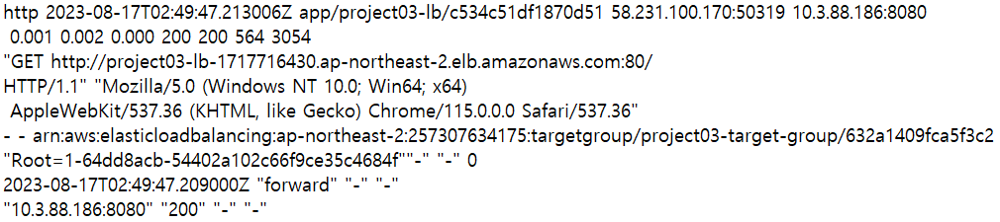 http 2023-08-17T02:49:47.213006Z app/project03-lb/c534c51df1870d51 58.231.100.170:50319 10.3.88.186:8080
0.001 0.002 0.000 200 200 564 3054
"GET http://project03-lb-1717716430.ap-northeast-2.elb.amazonaws.com:80/
HTTP/1.1" "Mozilla/5.0 (Windows NT 10.0; Win64; x64)
AppleWebKit/537.36 (KHTML, like Gecko) Chrome/115.0.0.0 Safari/537.36"
- - arn:aws:elasticloadbalancing:ap-northeast-2:257307634175:targetgroup/project03-target-group/632a1409fca5f3c2
"Root=1-64dd8acb-54402a102c66f9ce35c4684f""-" "-" 0
2023-08-17T02:49:47.209000Z "forward" "-" "-"
"10.3.88.186:8080" "200" "-" "-"